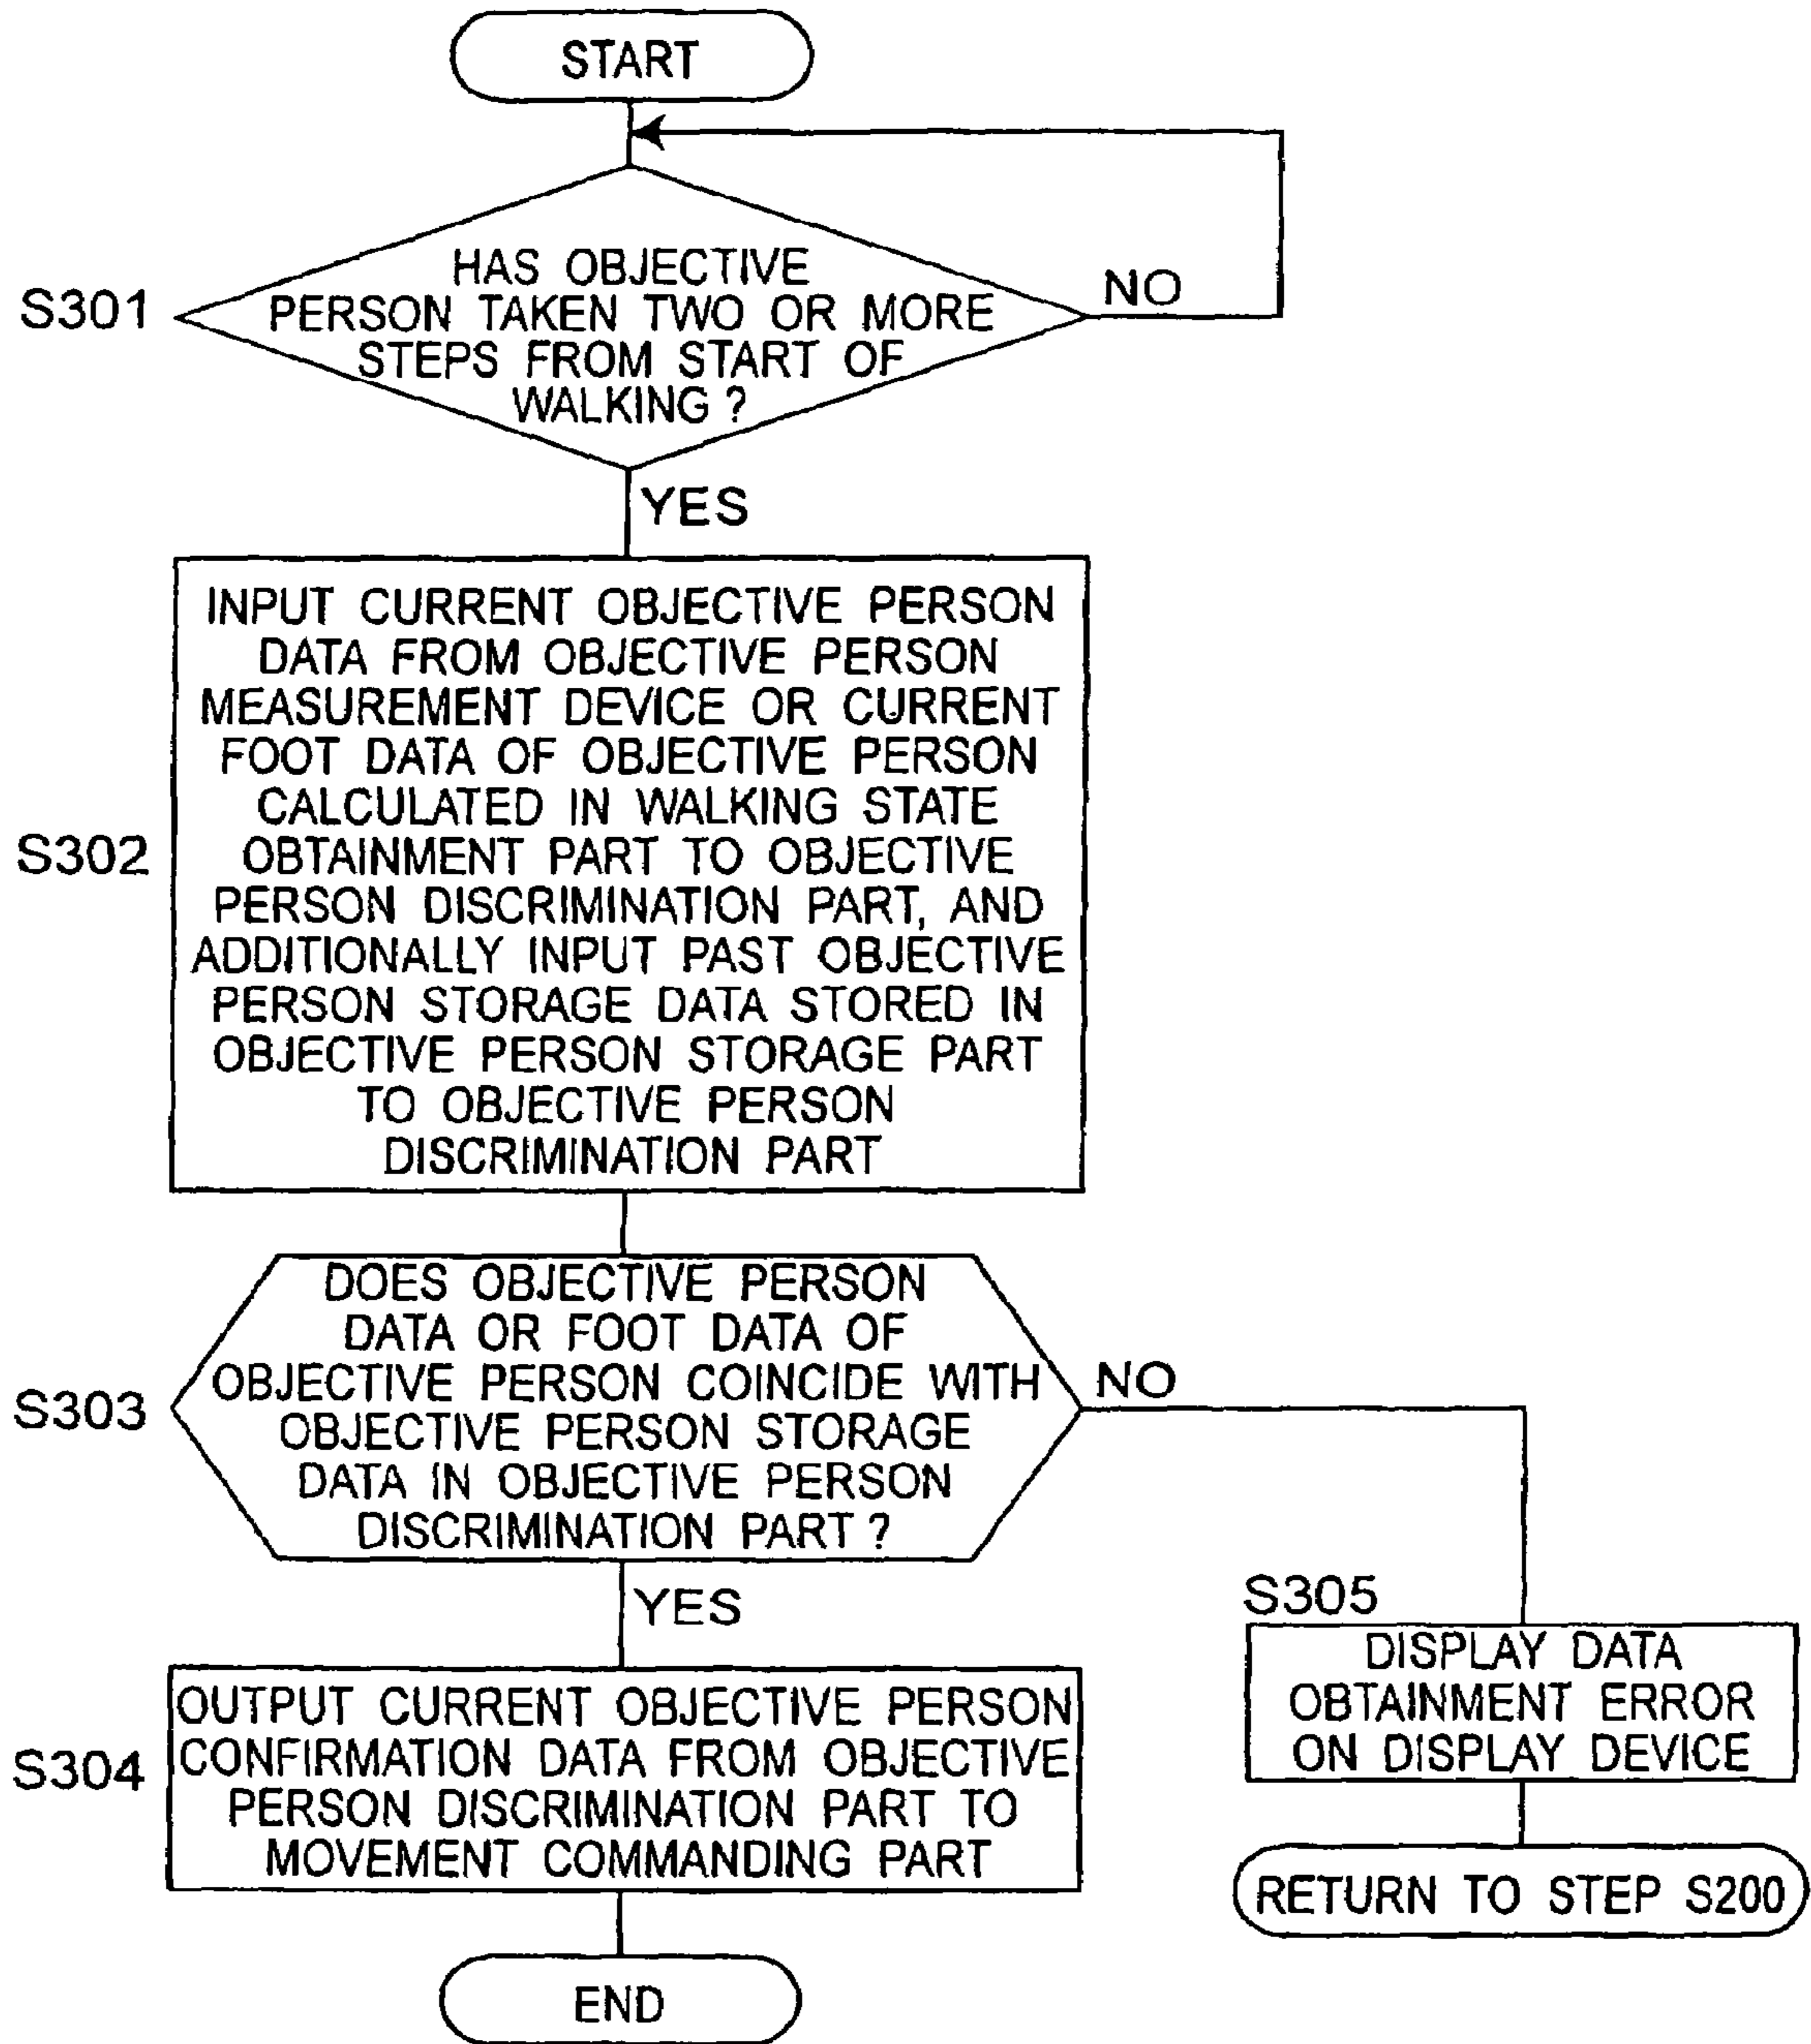 START
S301
HAS OBJECTIVE
PERSON TAKEN TWO OR MORE
STEPS FROM START OF
WALKING ?
NO
YES
S302
INPUT CURRENT OBJECTIVE PERSON
DATA FROM OBJECTIVE PERSON
MEASUREMENT DEVICE OR CURRENT
FOOT DATA OF OBJECTIVE PERSON
CALCULATED IN WALKING STATE
OBTAINMENT PART TO OBJECTIVE
PERSON DISCRIMINATION PART, AND
ADDITIONALLY INPUT PAST OBJECTIVE
PERSON STORAGE DATA STORED IN
OBJECTIVE PERSON STORAGE PART
TO OBJECTIVE PERSON
DISCRIMINATION PART
S303
DOES OBJECTIVE PERSON
DATA OR FOOT DATA OF
OBJECTIVE PERSON COINCIDE WITH
OBJECTIVE PERSON STORAGE
DATA IN OBJECTIVE PERSON
DISCRIMINATION PART ?
NO
YES
S304
OUTPUT CURRENT OBJECTIVE PERSON
CONFIRMATION DATA FROM OBJECTIVE
PERSON DISCRIMINATION PART TO
MOVEMENT COMMANDING PART
END
S305
DISPLAY DATA
OBTAINMENT ERROR
ON DISPLAY DEVICE
RETURN TO STEP S200